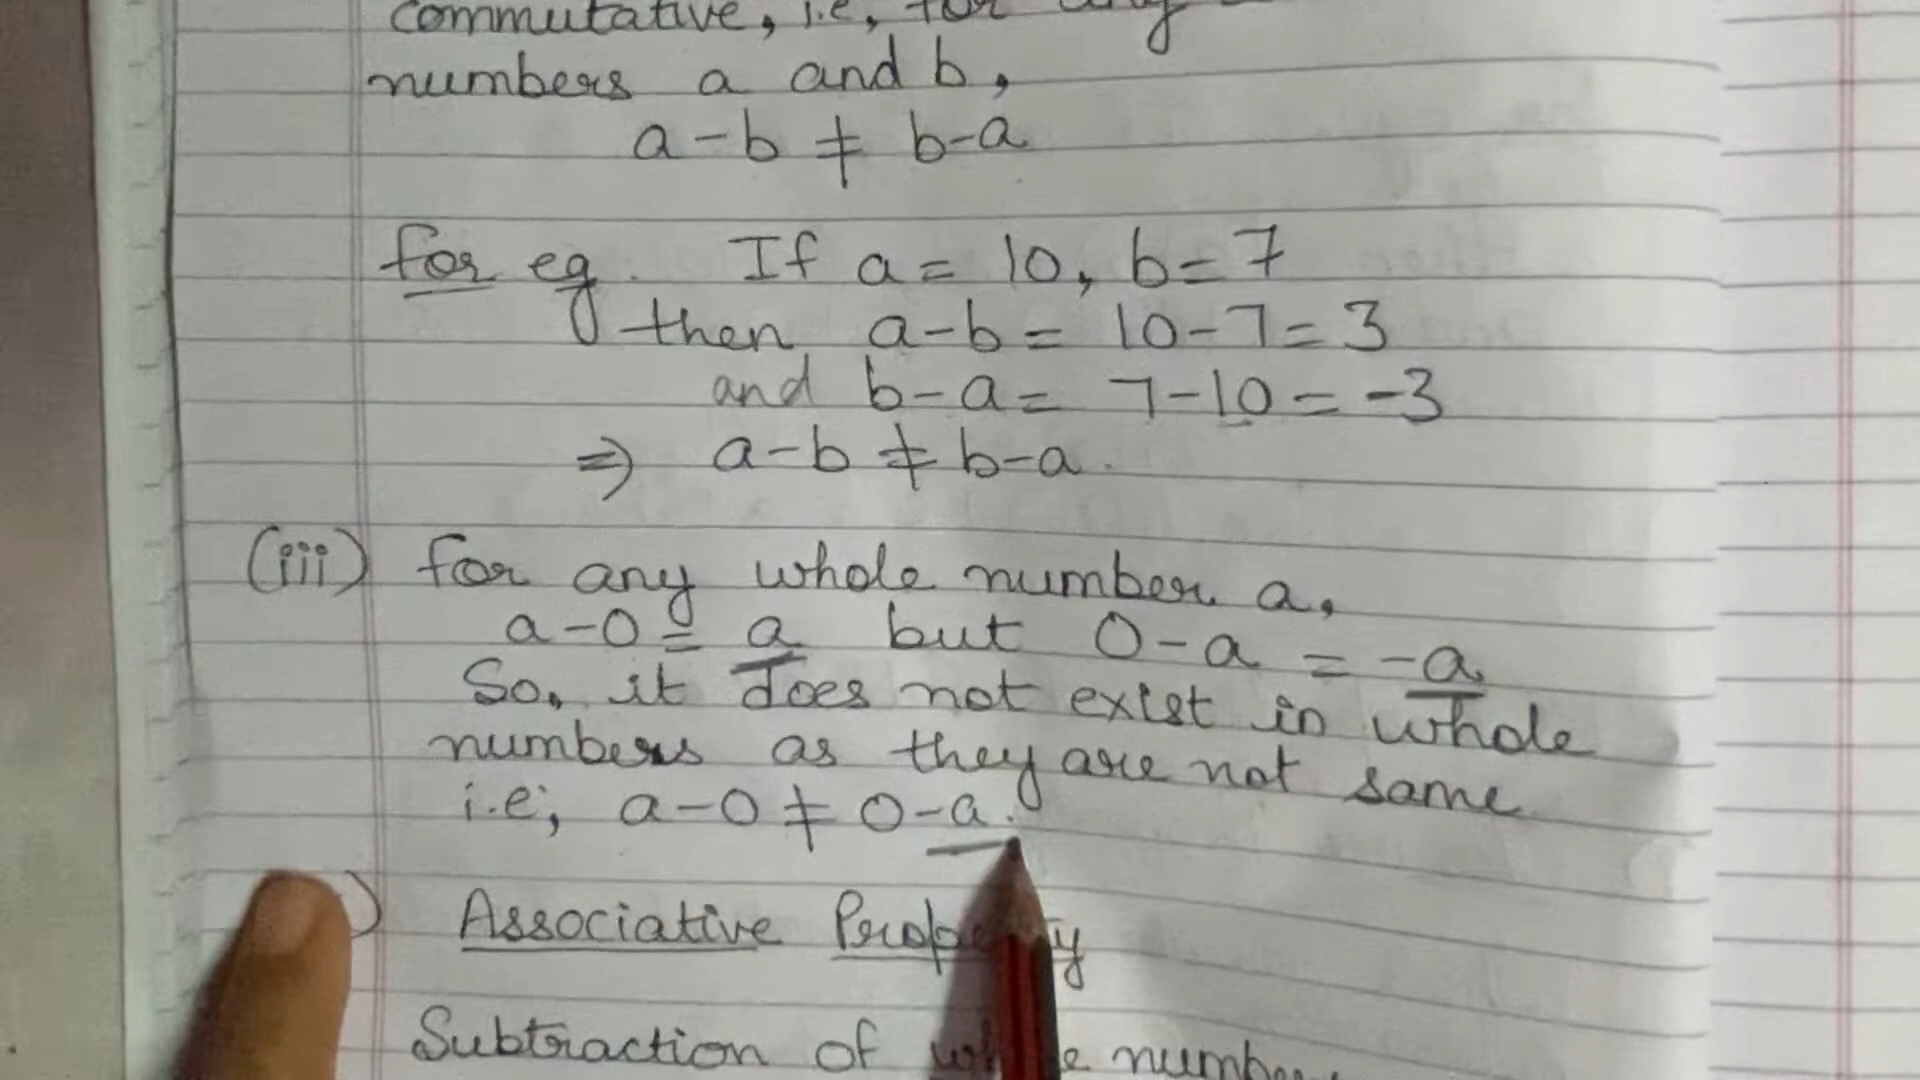 commutative, i.e, for any
numbers a and b,
a-b ≠ b-a
for eg. If a = 10, b = 7
then a-b = 10-7 = 3
and b-a = 7-10 = -3
⇒ a-b ≠ b-a.
(iii) for any whole number a,
a-0 = a but 0-a = -a
So, it does not exist in whole
numbers as they are not same
i.e; a-0 ≠ 0-a.
) Associative
Subtraction of